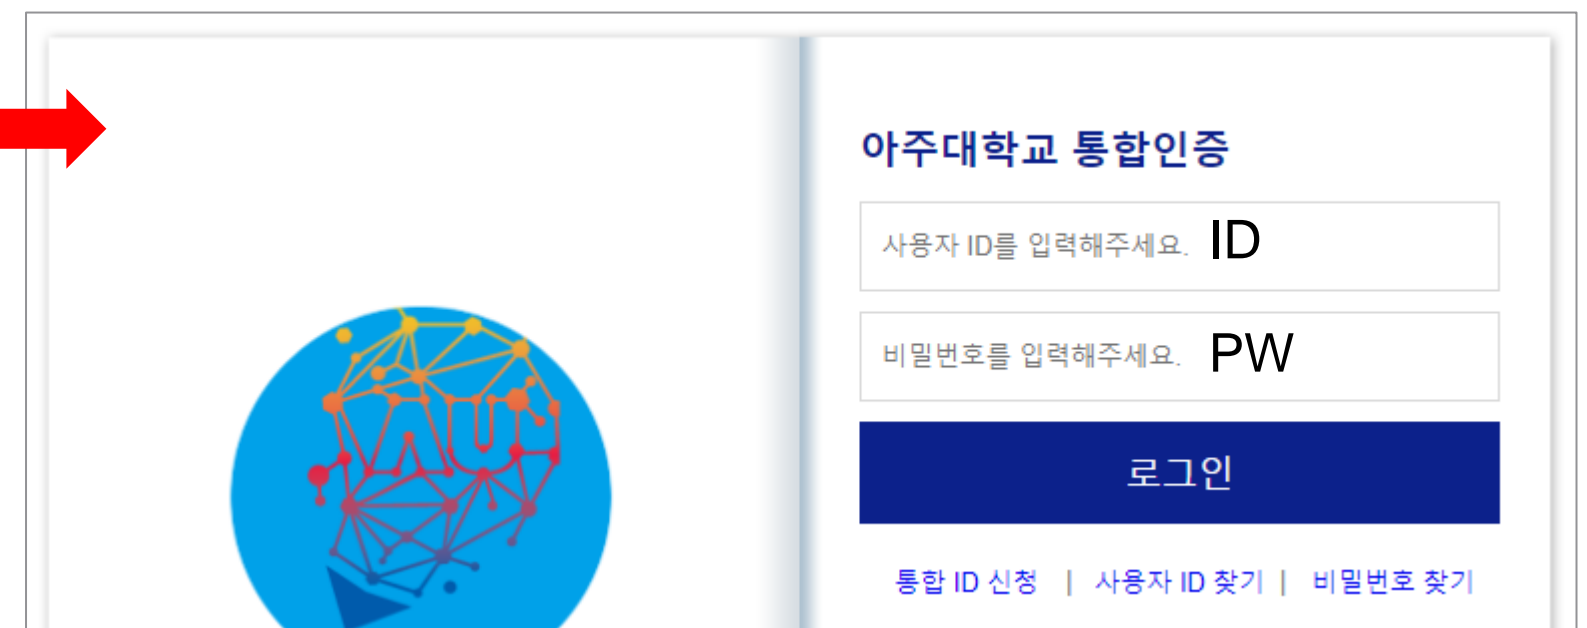 아주대학교 통합인증
사용자 ID를 입력해주세요. ID
비밀번호를 입력해주세요. PW
로그인
통합 ID 신청 | 사용자 ID 찾기 | 비밀번호 찾기
AU